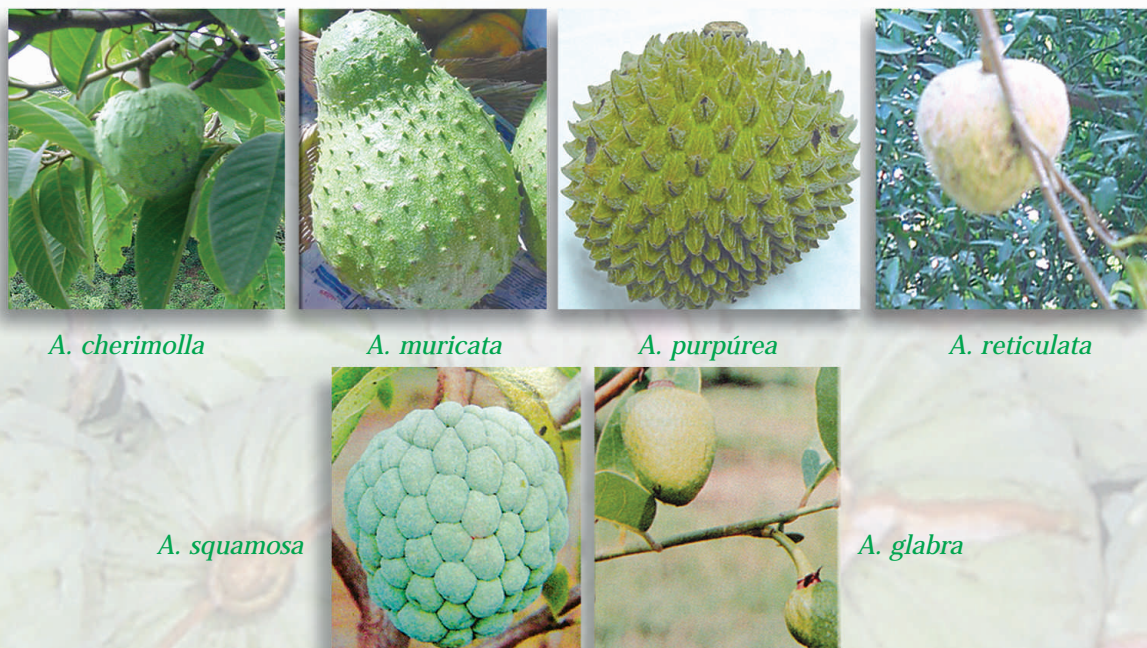 A. cherimolla
A. muricata
A. purpúrea
A. reticulata
A. squamosa
A. glabra